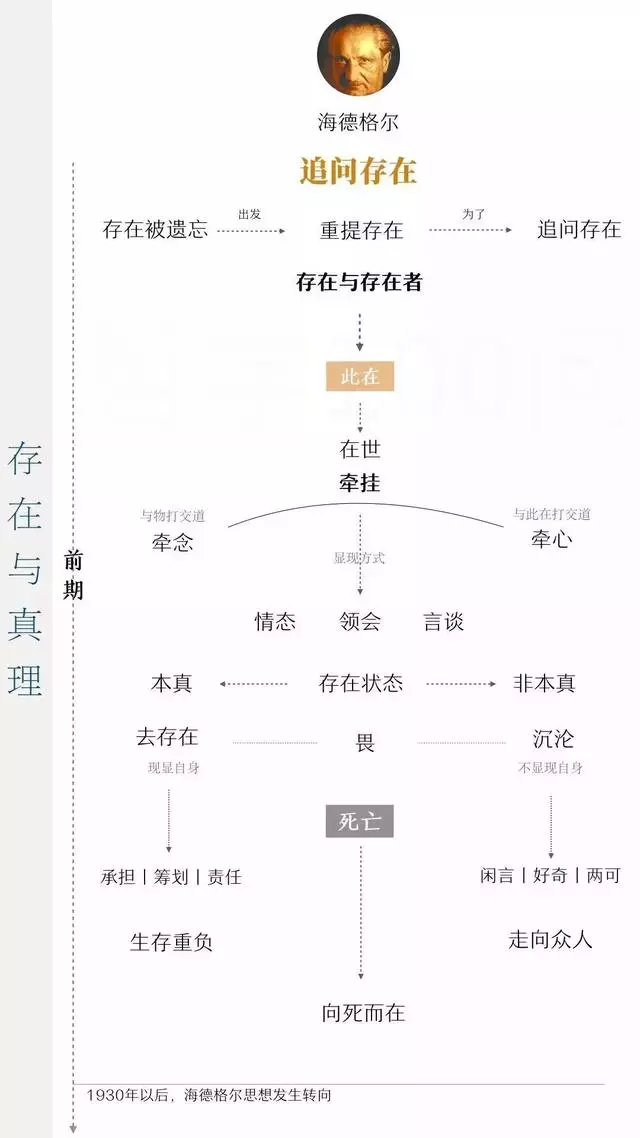 海德格尔
追问存在
存在被遗忘 出发 重提存在 为了 追问存在
存在与存在者
此在
在世
牵挂
与物打交道 与此在打交道
牵念 牵心
显现方式
情态 领会 言谈
本真 存在状态 非本真
去存在 畏 沉沦
现显自身 不显现自身
死亡
承担丨筹划丨责任 闲言丨好奇丨两可
生存重负 走向众人
向死而在
1930年以后，海德格尔思想发生转向
存在与真理
前期